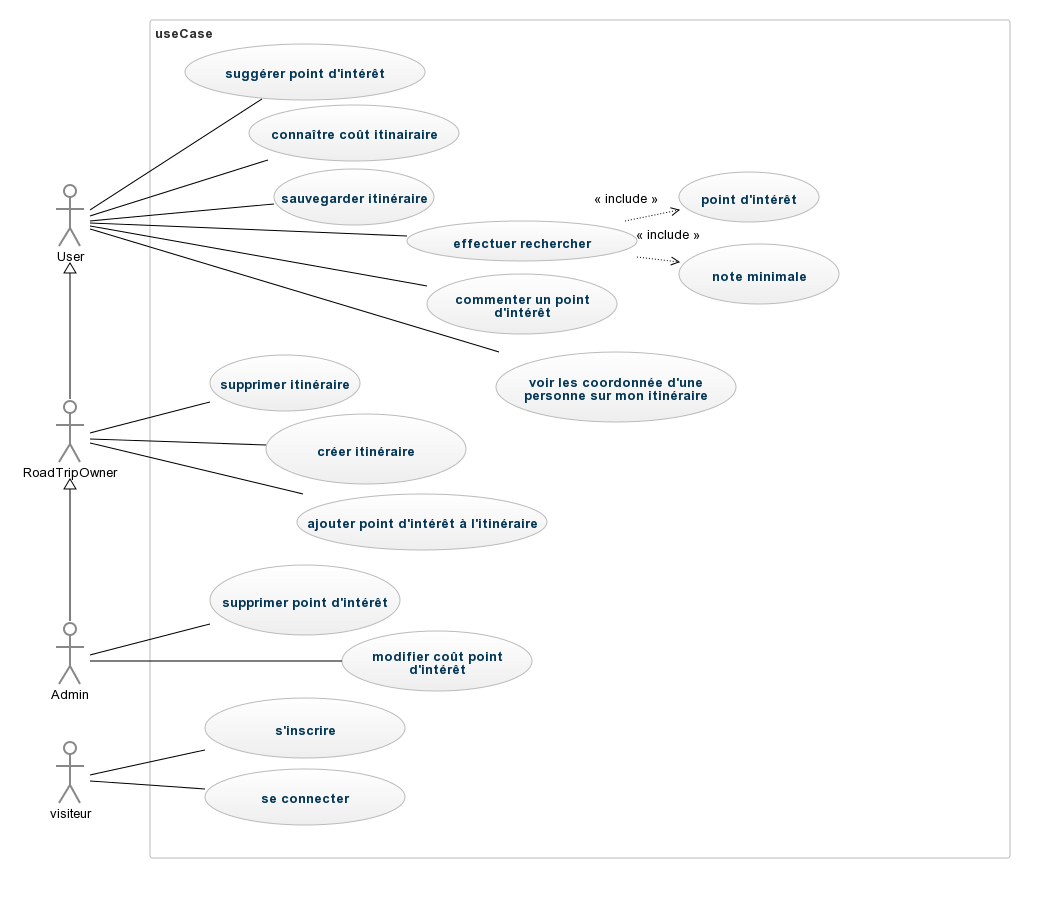 useCase
suggérer point d'intérêt
connaître coût itinairaire
sauvegarder itinéraire
« include »
point d'intérêt
effectuer rechercher
« include »
note minimale
User
commenter un point
d'intérêt
voir les coordonnée d'une
personne sur mon itinéraire
supprimer itinéraire
créer itinéraire
RoadTripOwner
ajouter point d'intérêt à l'itinéraire
supprimer point d'intérêt
modifier coût point
d'intérêt
Admin
s'inscrire
se connecter
visiteur